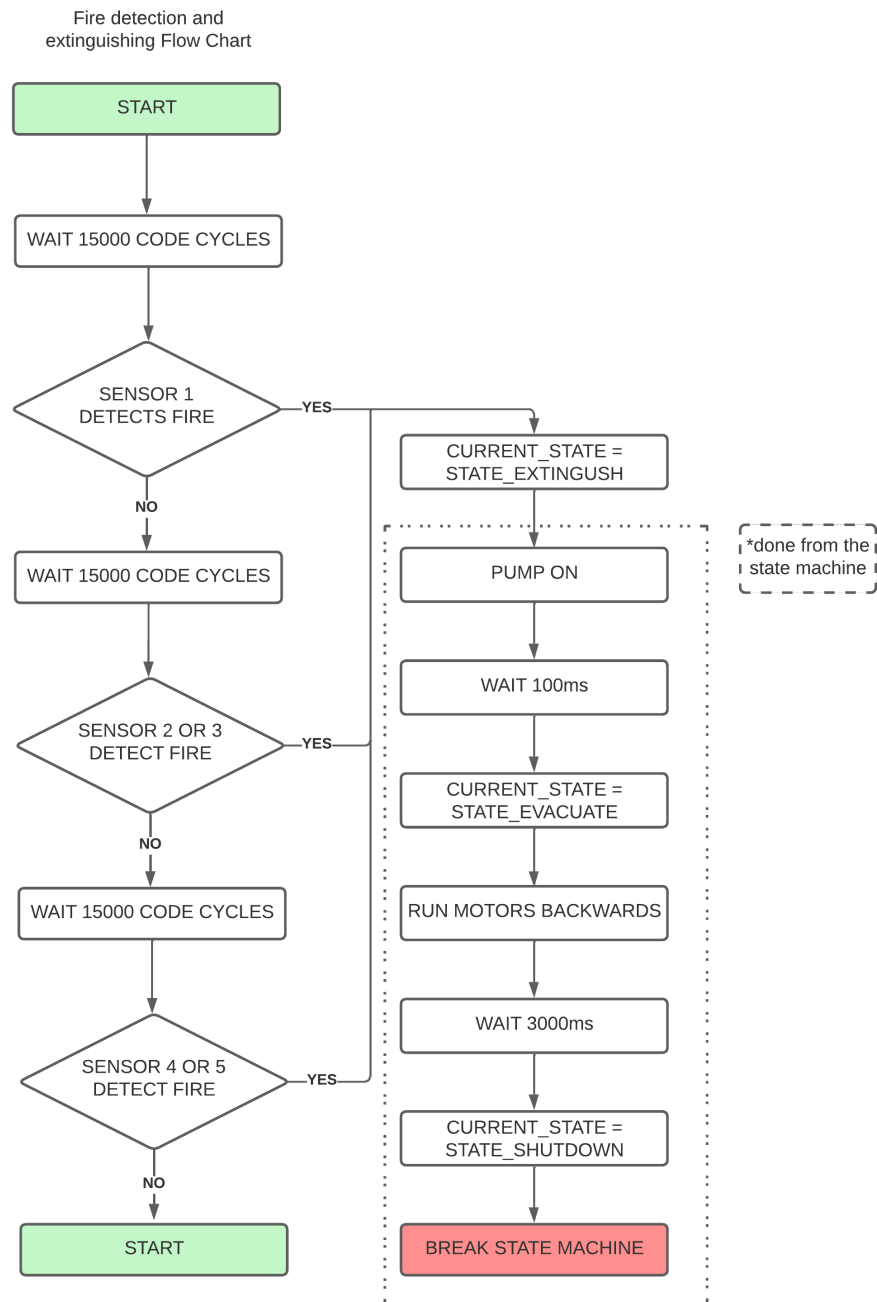 Fire detection and
extinguishing Flow Chart
START
WAIT 15000 CODE CYCLES
SENSOR 1
DETECTS FIRE
YES
NO
CURRENT_STATE =
STATE_EXTINGUSH
*done from the
state machine
WAIT 15000 CODE CYCLES
PUMP ON
WAIT 100ms
SENSOR 2 OR 3
DETECT FIRE
YES
NO
CURRENT_STATE =
STATE_EVACUATE
WAIT 15000 CODE CYCLES
RUN MOTORS BACKWARDS
WAIT 3000ms
SENSOR 4 OR 5
DETECT FIRE
YES
NO
CURRENT_STATE =
STATE_SHUTDOWN
START
BREAK STATE MACHINE